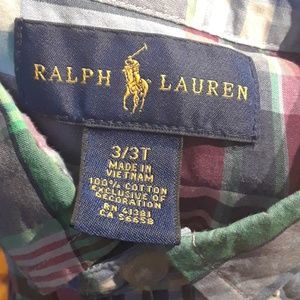 RALPH LAUREN
3/3T
MADE IN
VIETNAM
100% COTTON
EXCLUSIVE OF
DECORATION
RN 41381
CA 56658